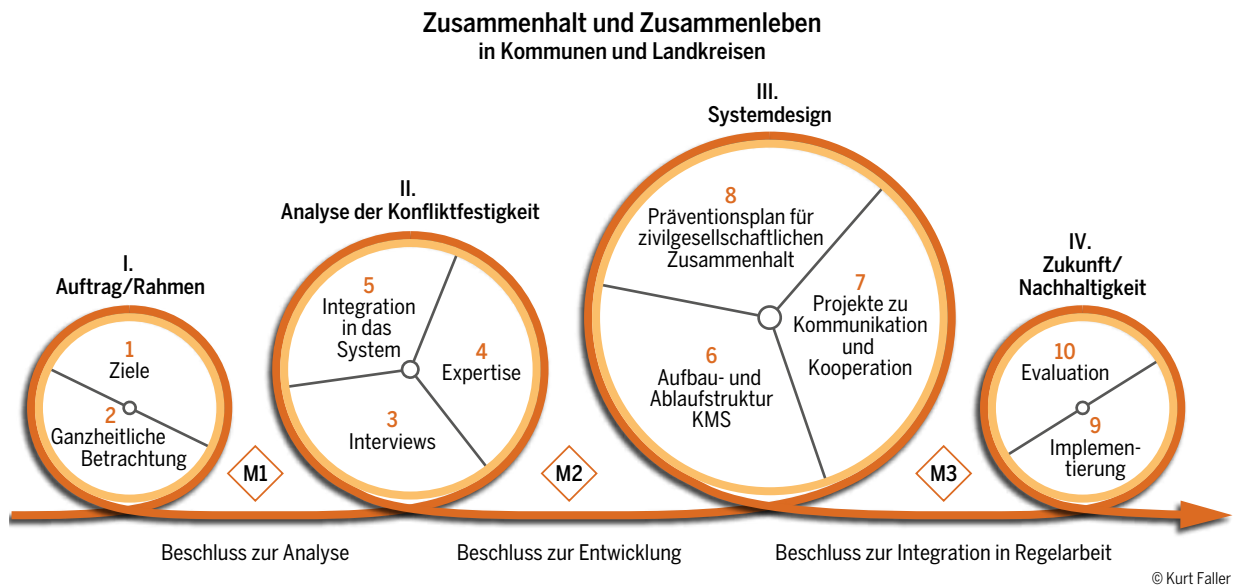 Zusammenhalt und Zusammenleben
in Kommunen und Landkreisen
I.
Auftrag/Rahmen
1
Ziele
2
Ganzheitliche
Betrachtung
M1
II.
Analyse der Konfliktfestigkeit
5
Integration
in das
System
4
Expertise
3
Interviews
M2
III.
Systemdesign
8
Präventionsplan für
zivilgesellschaftlichen
Zusammenhalt
7
Projekte zu
Kommunikation
und
Kooperation
6
Aufbau- und
Ablaufstruktur
KMS
M3
IV.
Zukunft/
Nachhaltigkeit
10
Evaluation
9
Implemen-
tierung
Beschluss zur Analyse
Beschluss zur Entwicklung
Beschluss zur Integration in Regelarbeit
© Kurt Faller